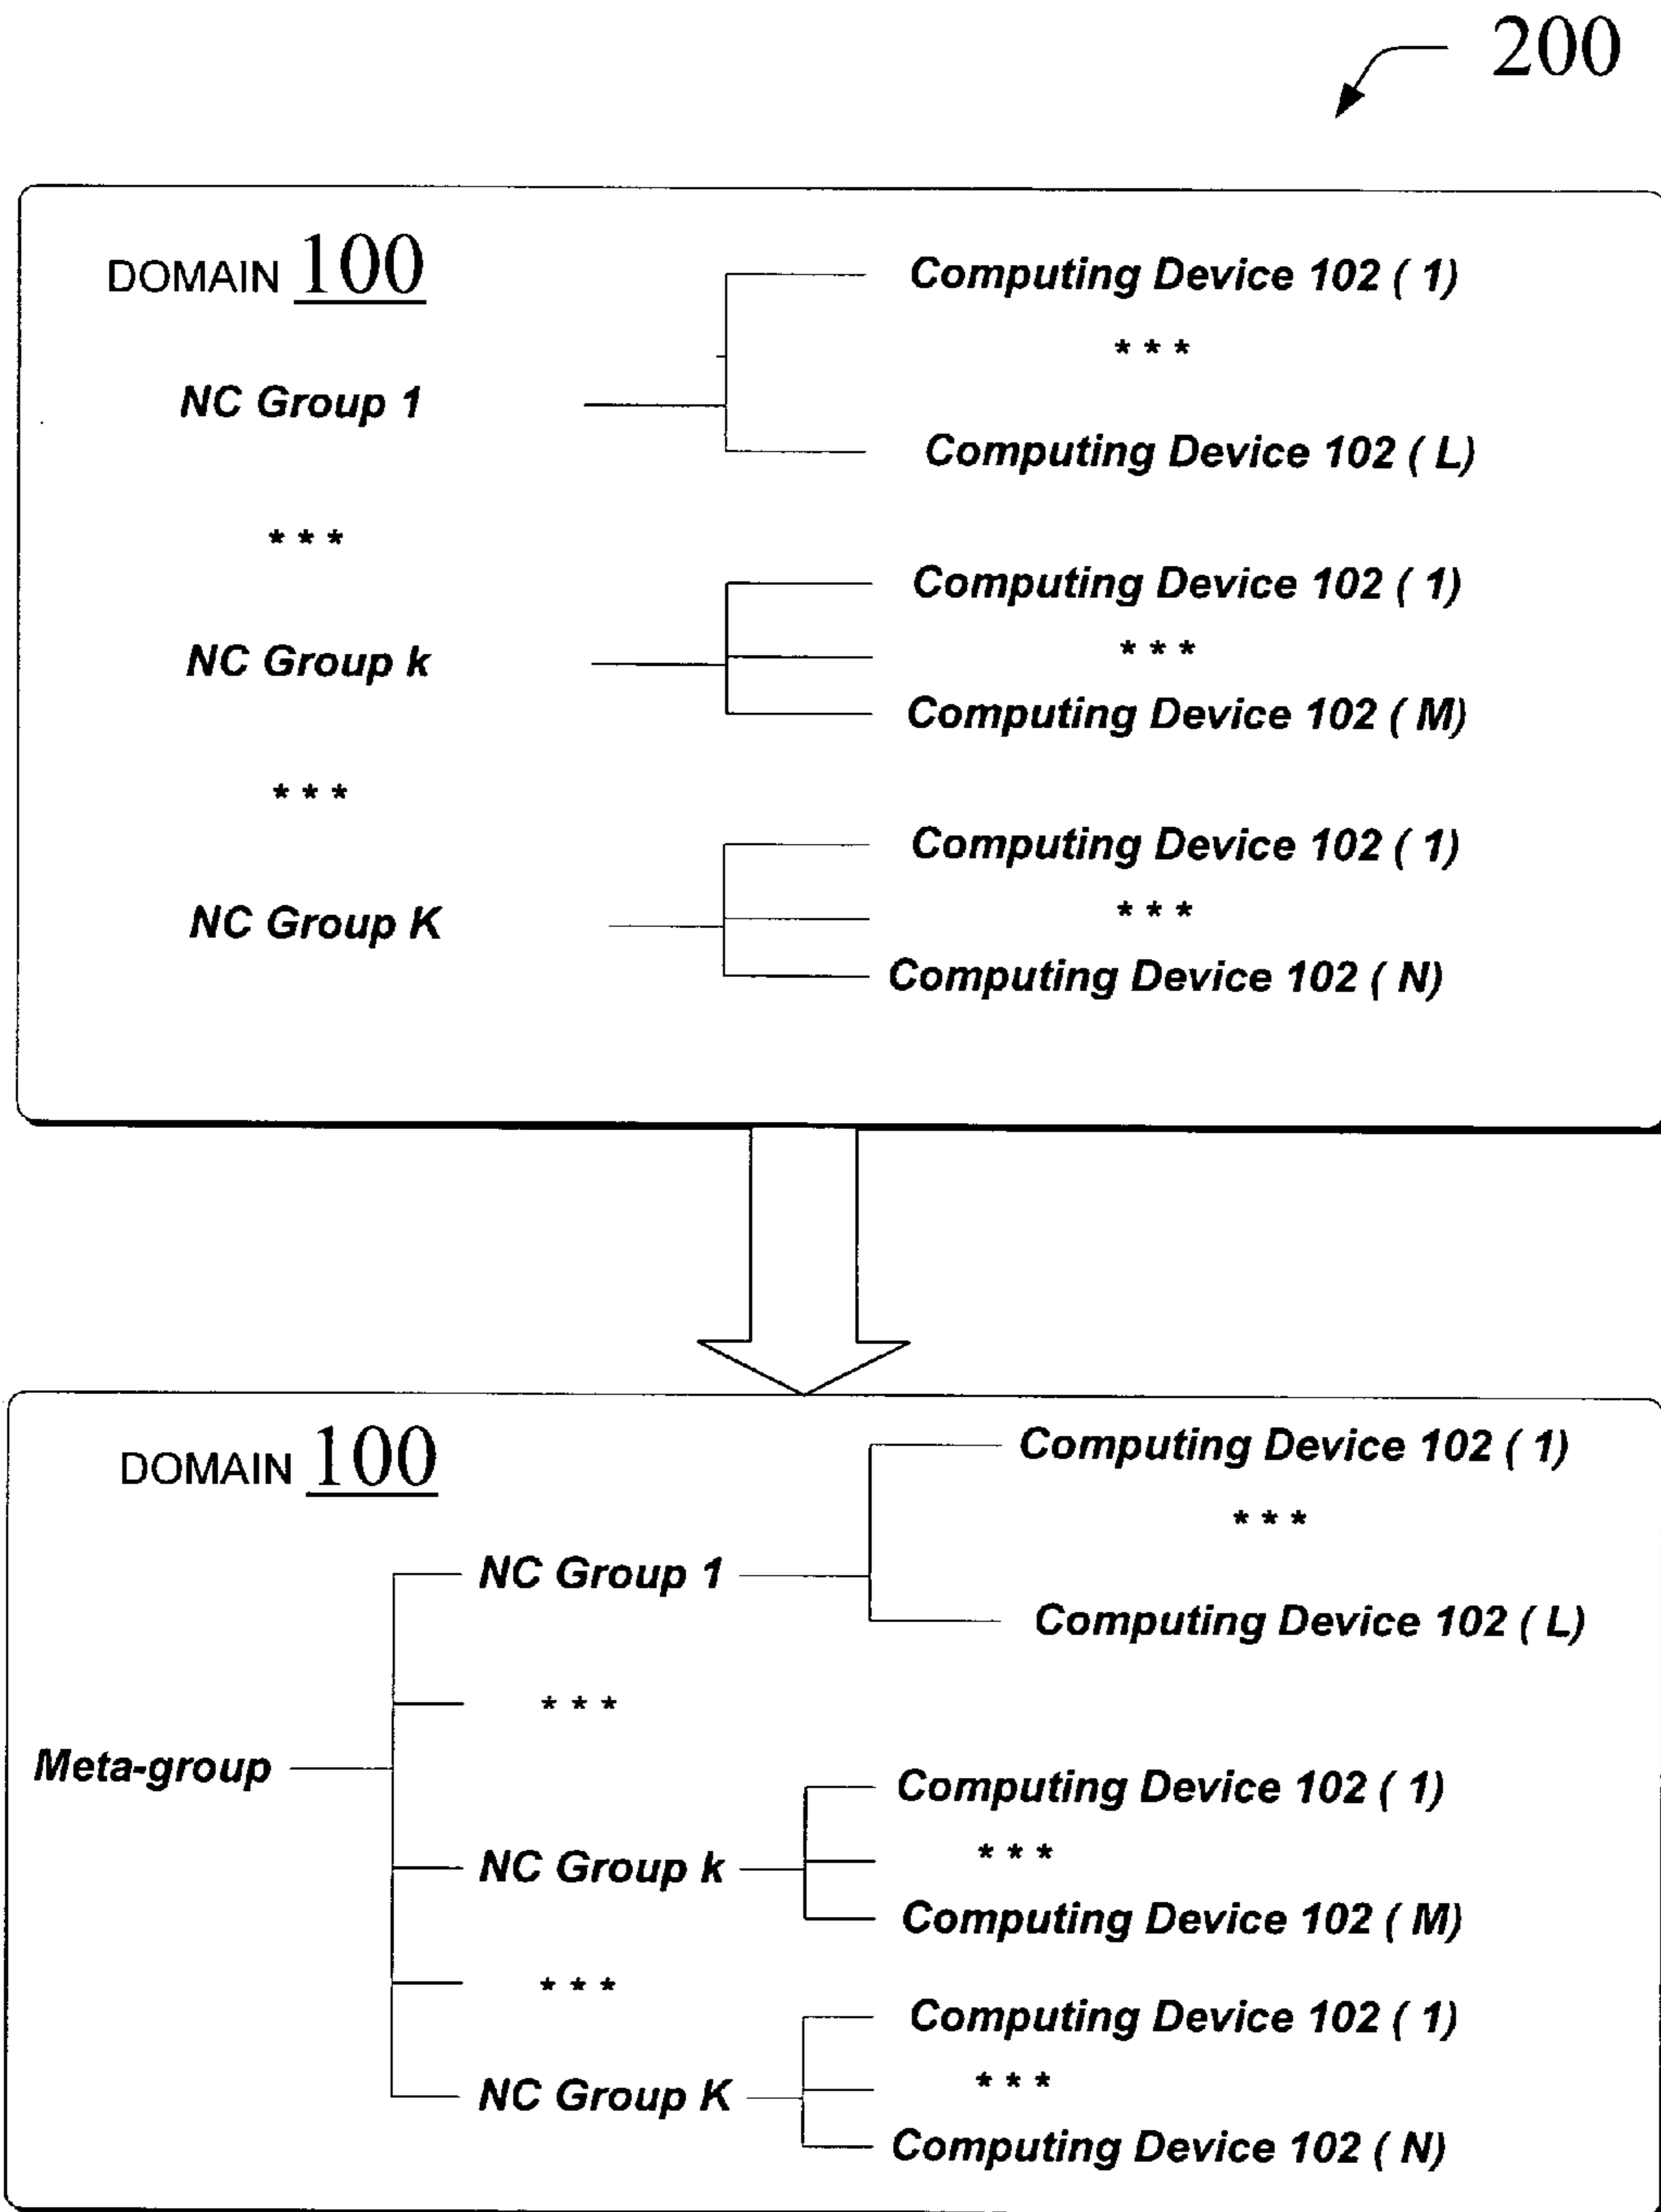 200
DOMAIN 100
Computing Device 102 ( 1)
* * *
NC Group 1
Computing Device 102 ( L)
* * *
Computing Device 102 ( 1)
NC Group k
* * *
Computing Device 102 ( M)
* * *
Computing Device 102 ( 1)
NC Group K
* * *
Computing Device 102 ( N)
DOMAIN 100
Computing Device 102 ( 1)
* * *
NC Group 1
Computing Device 102 ( L)
* * *
Meta-group
Computing Device 102 ( 1)
* * *
NC Group k
Computing Device 102 ( M)
* * *
Computing Device 102 ( 1)
* * *
NC Group K
Computing Device 102 ( N)